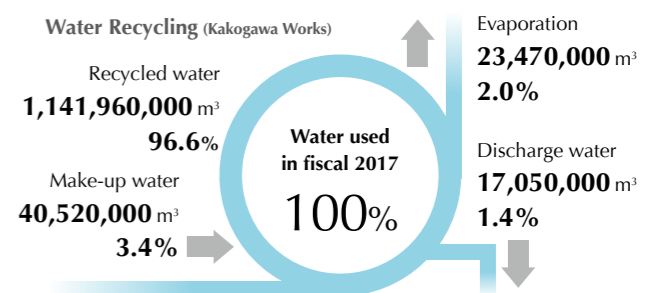 Water Recycling (Kakogawa Works)
Recycled water
1,141,960,000 m³
96.6%
Make-up water
40,520,000 m³
3.4%
Water used
in fiscal 2017
100%
Evaporation
23,470,000 m³
2.0%
Discharge water
17,050,000 m³
1.4%